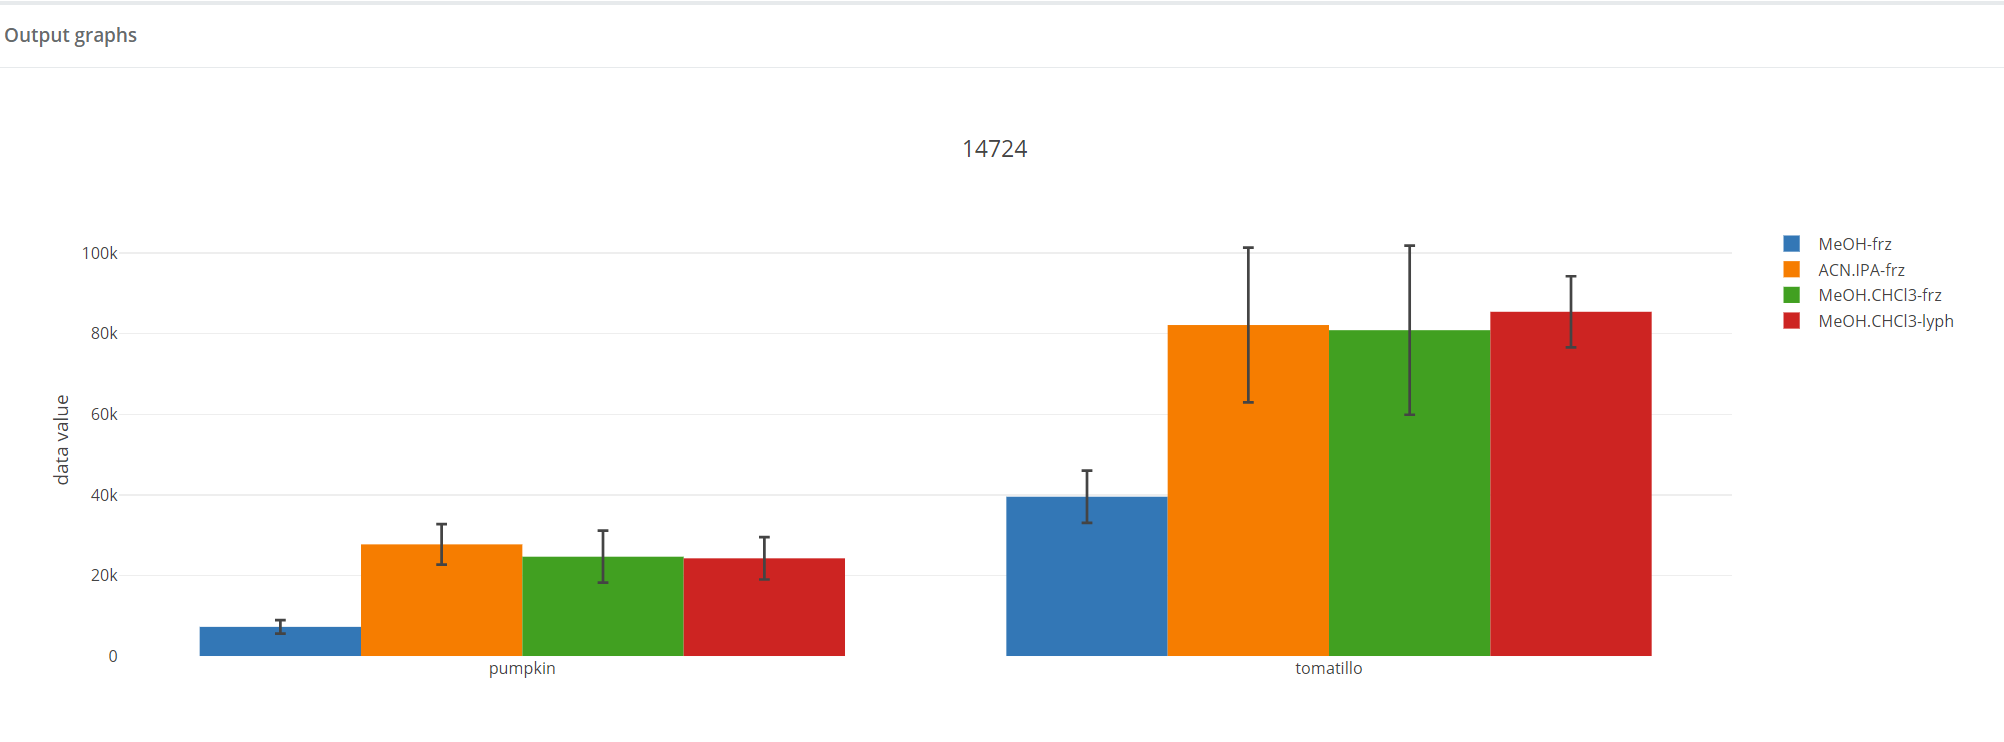 Output graphs
14724
100k
80k
60k
40k
20k
0
data value
pumpkin
tomatillo
MeOH-frz
ACN.IPA-frz
MeOH.CHCl3-frz
MeOH.CHCl3-lyph